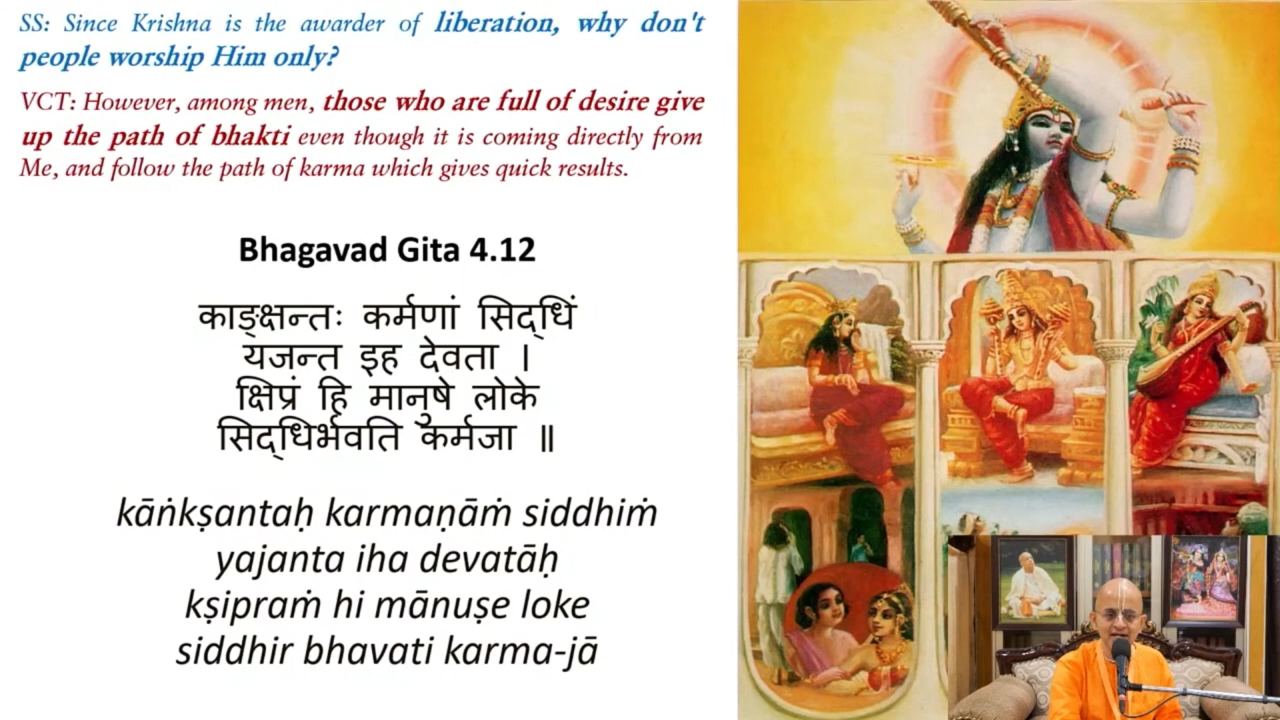 SS: Since Krishna is the awarder of liberation, why don't
people worship Him only?
VCT: However, among men, those who are full of desire give
up the path of bhakti even though it is coming directly from
Me, and follow the path of karma which gives quick results.
Bhagavad Gita 4.12
काङ्क्षन्तः कर्मणां सिद्धिं
यजन्त इह देवता ।
क्षिप्रं हि मानुषे लोके
सिद्धिर्भवति कर्मजा ॥
kāṅkṣantaḥ karmaṇāṁ siddhiṁ
yajanta iha devatāḥ
kṣipraṁ hi mānuṣe loke
siddhir bhavati karma-jā